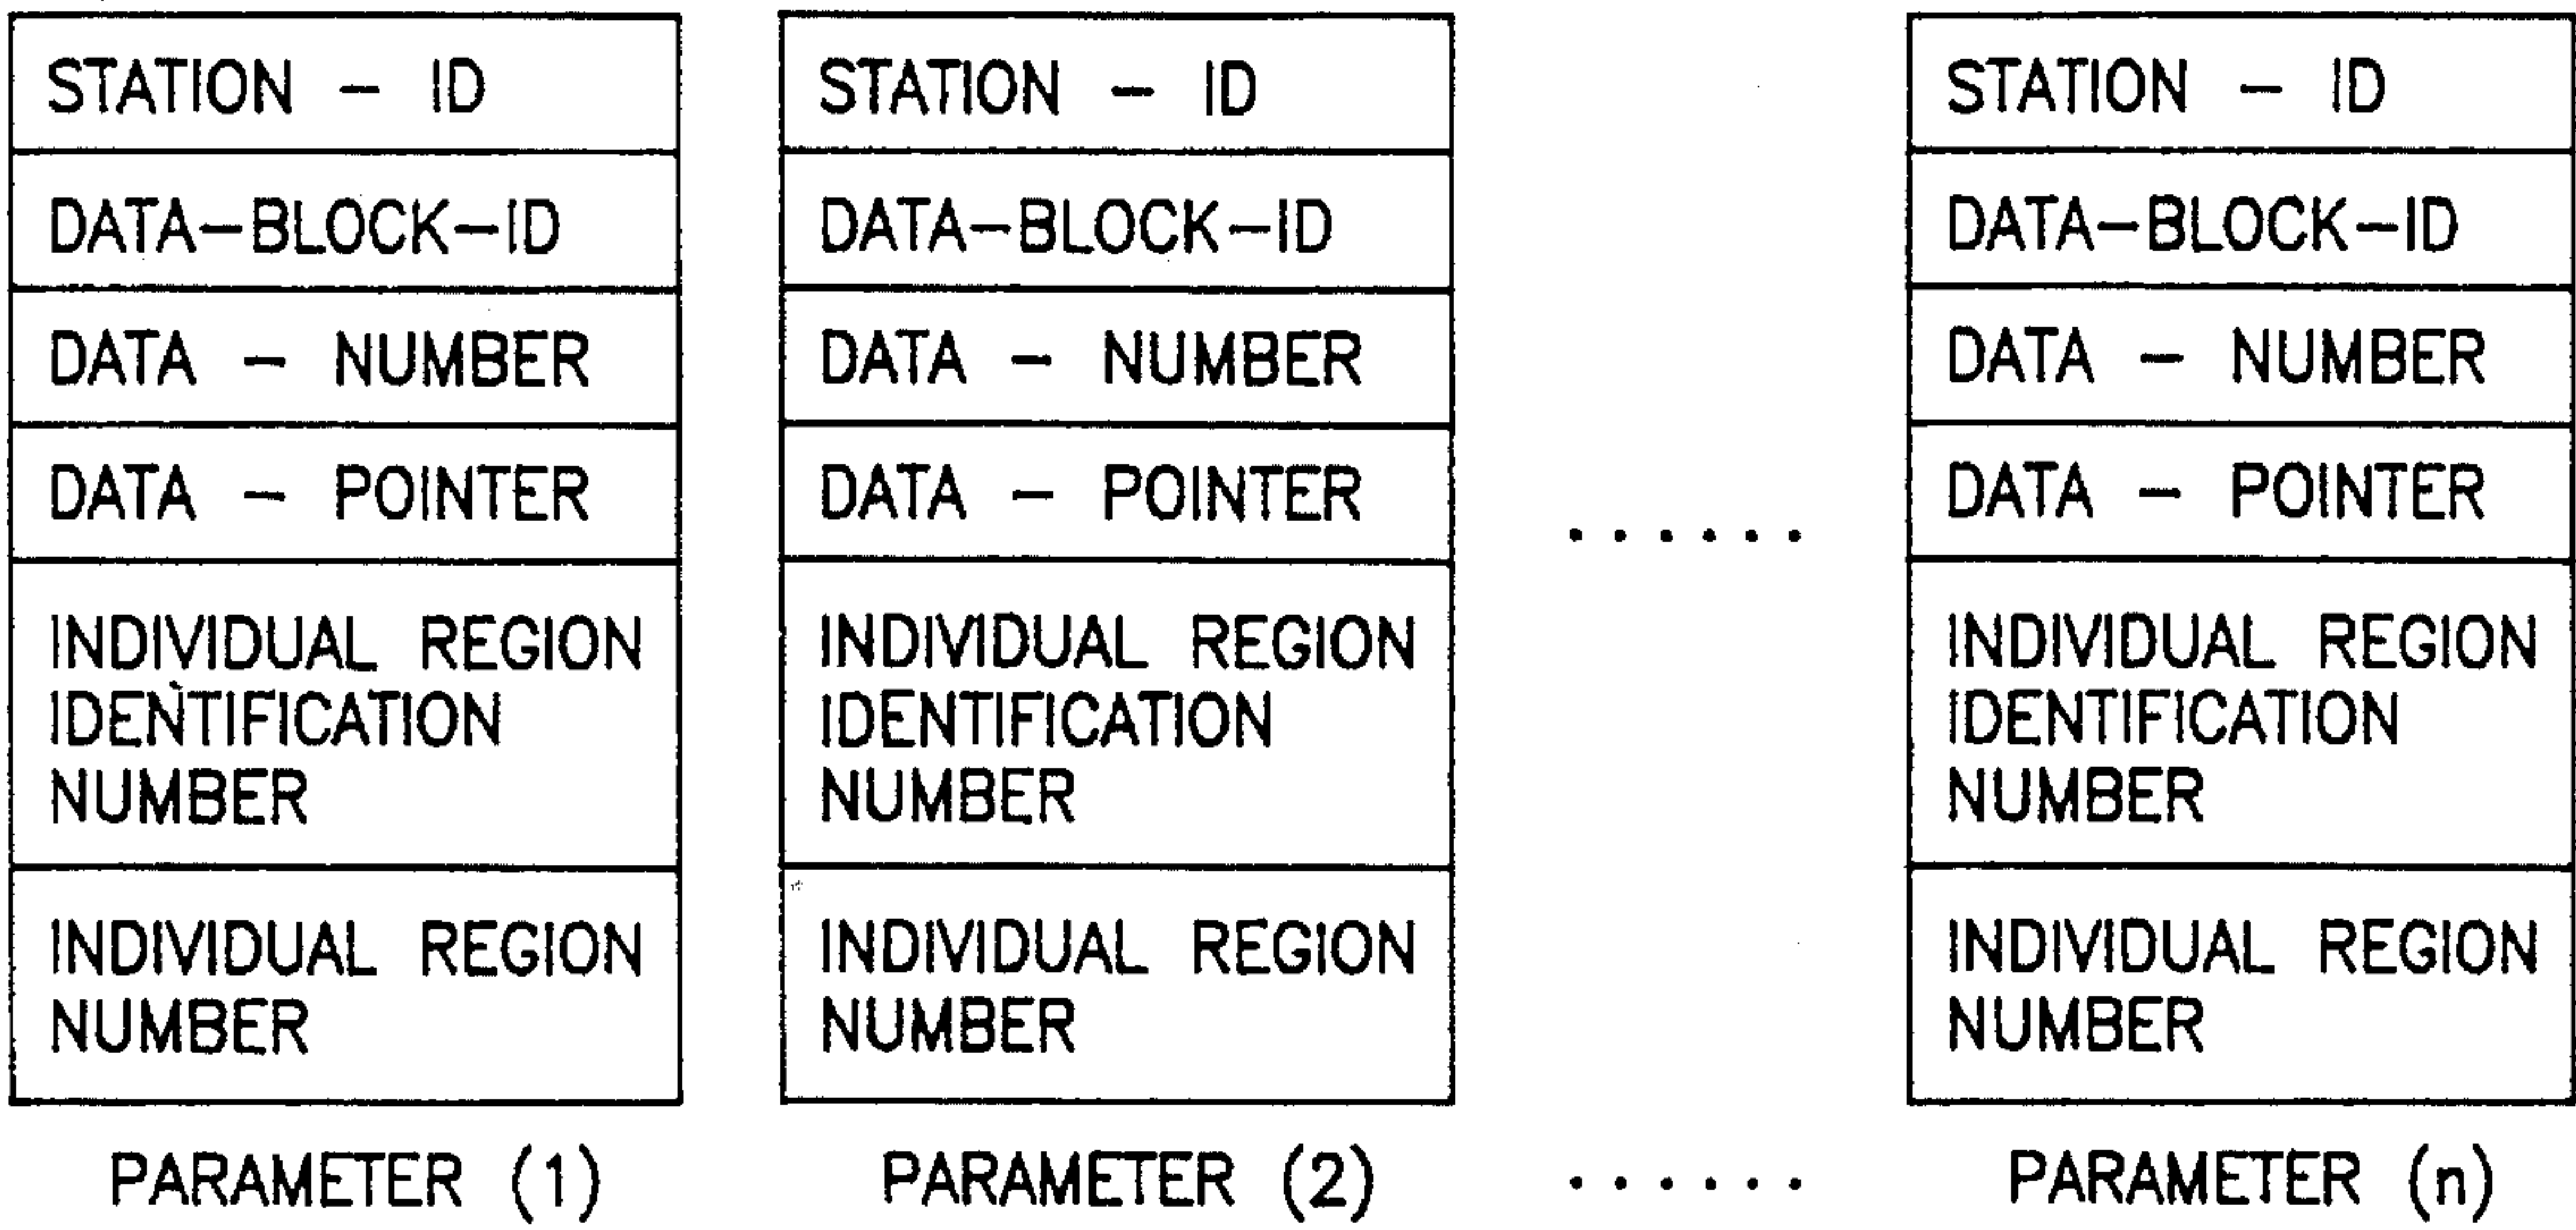 STATION – ID
DATA–BLOCK–ID
DATA – NUMBER
DATA – POINTER
INDIVIDUAL REGION
IDENTIFICATION
NUMBER
INDIVIDUAL REGION
NUMBER
PARAMETER (1)
STATION – ID
DATA–BLOCK–ID
DATA – NUMBER
DATA – POINTER
INDIVIDUAL REGION
IDENTIFICATION
NUMBER
INDIVIDUAL REGION
NUMBER
PARAMETER (2)
......
......
STATION – ID
DATA–BLOCK–ID
DATA – NUMBER
DATA – POINTER
INDIVIDUAL REGION
IDENTIFICATION
NUMBER
INDIVIDUAL REGION
NUMBER
PARAMETER (n)